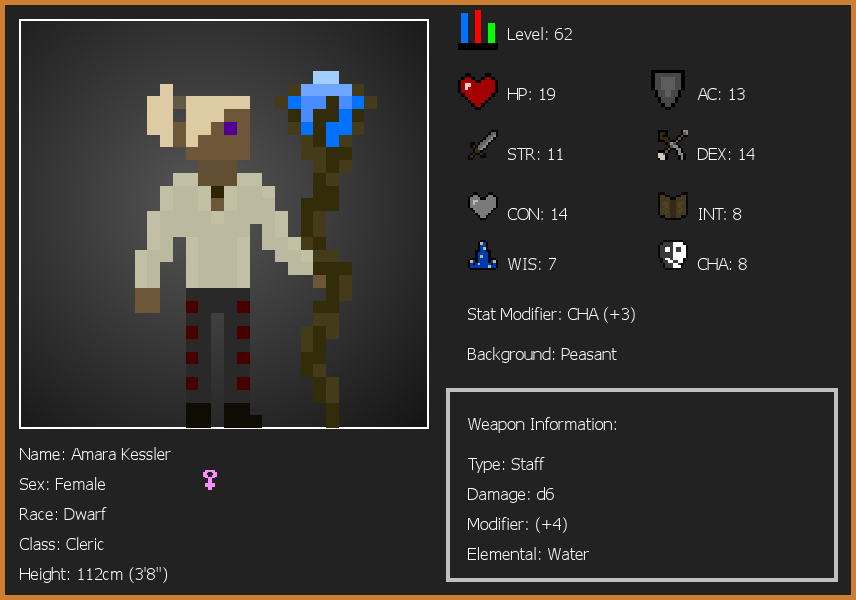 Level: 62
HP: 19
AC: 13
STR: 11
DEX: 14
CON: 14
INT: 8
WIS: 7
CHA: 8
Stat Modifier: CHA (+3)
Background: Peasant
Weapon Information:
Type: Staff
Damage: d6
Modifier: (+4)
Elemental: Water
Name: Amara Kessler
Sex: Female
Race: Dwarf
Class: Cleric
Height: 112cm (3'8")